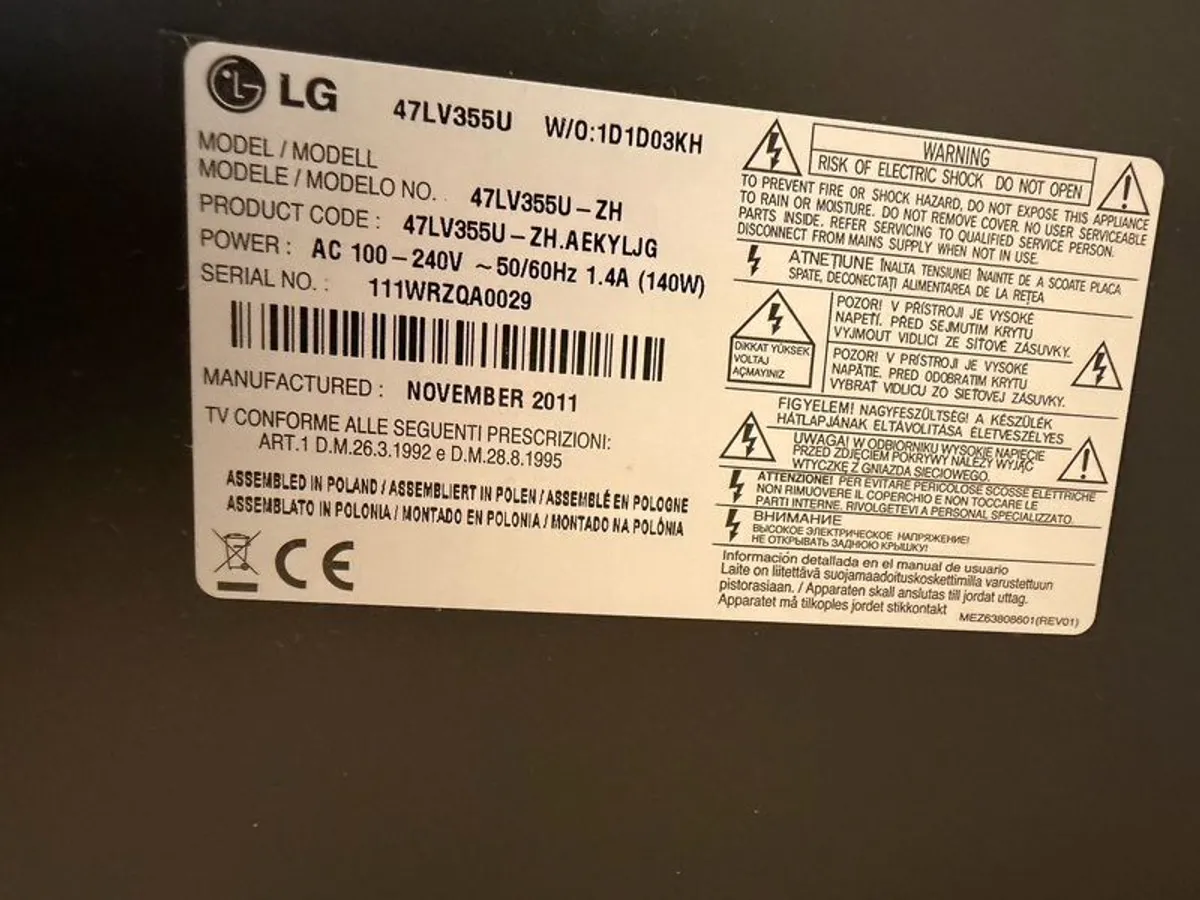 LG 47LV355U W/O:1D1D03KH
MODEL / MODELL
MODELE / MODELO NO. 47LV355U-ZH
PRODUCT CODE : 47LV355U-ZH.AEKYLJG
POWER : AC 100-240V ~50/60Hz 1.4A (140W)
SERIAL NO. : 111WRZQA0029
MANUFACTURED : NOVEMBER 2011
TV CONFORME ALLE SEGUENTI PRESCRIZIONI:
ART.1 D.M.26.3.1992 e D.M.28.8.1995
ASSEMBLED IN POLAND / ASSEMBLIERT IN POLEN / ASSEMBLÉ EN POLOGNE
ASSEMBLATO IN POLONIA / MONTADO EN POLONIA / MONTADO NA POLÓNIA
CE
WARNING
RISK OF ELECTRIC SHOCK DO NOT OPEN
TO PREVENT FIRE OR SHOCK HAZARD, DO NOT EXPOSE THIS APPLIANCE
TO RAIN OR MOISTURE. DO NOT REMOVE COVER. NO USER SERVICEABLE
PARTS INSIDE. REFER SERVICING TO QUALIFIED SERVICE PERSON.
DISCONNECT FROM MAINS SUPPLY WHEN NOT IN USE.
ATNEȚIUNE ÎNALTA TENSIUNE! ÎNAINTE DE A SCOATE PLACA
SPATE, DECONECTAȚI ALIMENTAREA DE LA REȚEA
DIKKAT YÜKSEK
VOLTAJ
AÇMAYINIZ
POZOR! V PŘÍSTROJI JE VYSOKÉ
NAPETÍ. PŘED SEJMUTIM KRYTU
VYJMOUT VIDLICI ZE SÍŤOVÉ ZÁSUVKY.
POZOR! V PRÍSTROJI JE VYSOKÉ
NAPÄTIE. PRED ODOBRATIM KRYTU
VYBRAŤ VIDLICU ZO SIEŤOVEJ ZÁSUVKY.
FIGYELEM! NAGYFESZÜLTSÉG! A KÉSZÜLÉK
HÁTLAPJÁNAK ELTÁVOLITÁSA ÉLETVESZÉLYES
UWAGA! W ODBIORNIKU WYSOKIE NAPIĘCIE
PRZED ZDJĘCIEM POKRYWY NALEŻY WYJĄĆ
WTYCZKĘ Z GNIAZDA SIECIOWEGO.
ATTENZIONE! PER EVITARE PERICOLOSE SCOSSE ELETTRICHE
NON RIMUOVERE IL COPERCHIO E NON TOCCARE LE
PARTI INTERNE. RIVOLGETEVI A PERSONAL SPECIALIZZATO.
ВНИМАНИЕ
ВЫСОКОЕ ЭЛЕКТРИЧЕСКОЕ НАПРЯЖЕНИЕ!
НЕ ОТКРЫВАТЬ ЗАДНЮЮ КРЫШКУ!
Información detallada en el manual de usuario
Laite on liitettävä suojamaadoituskoskettimilla varustettuun
pistorasiaan. / Apparaten skall anslutas till jordat uttag.
Apparatet må tilkoples jordet stikkontakt
MEZ63808601(REV01)